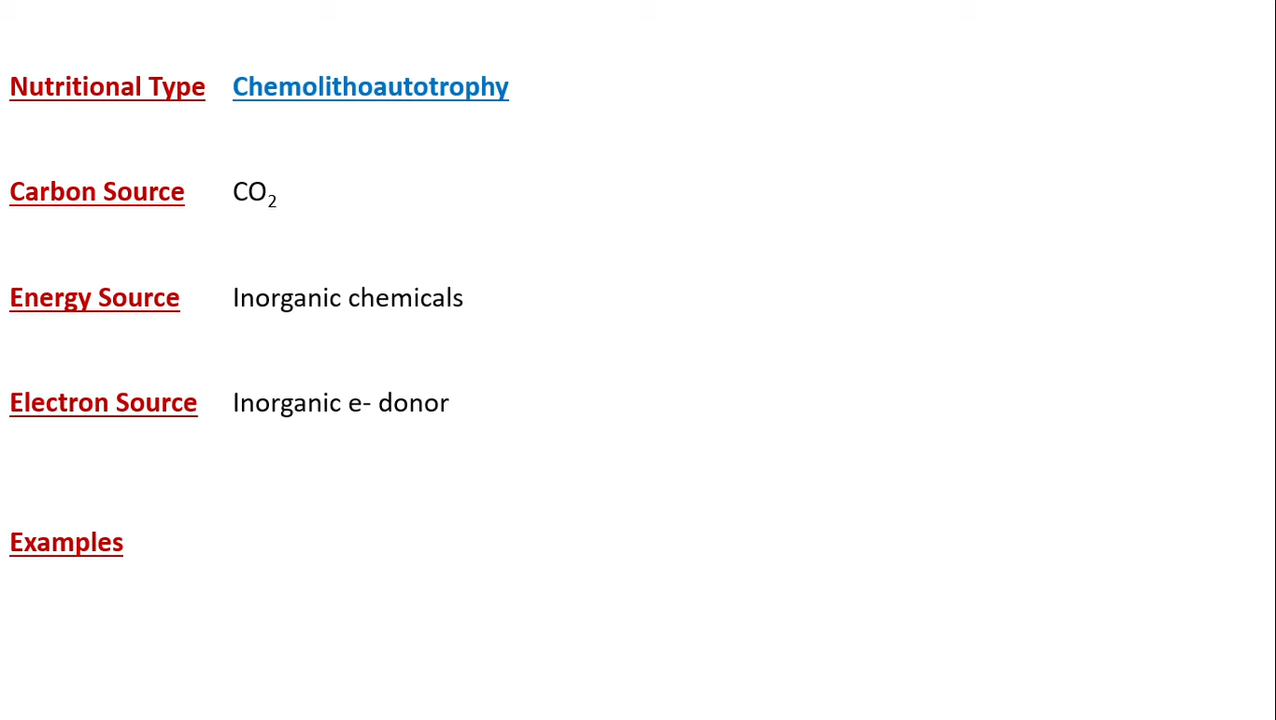 Nutritional Type Chemolithoautotrophy
Carbon Source CO₂
Energy Source Inorganic chemicals
Electron Source Inorganic e- donor
Examples